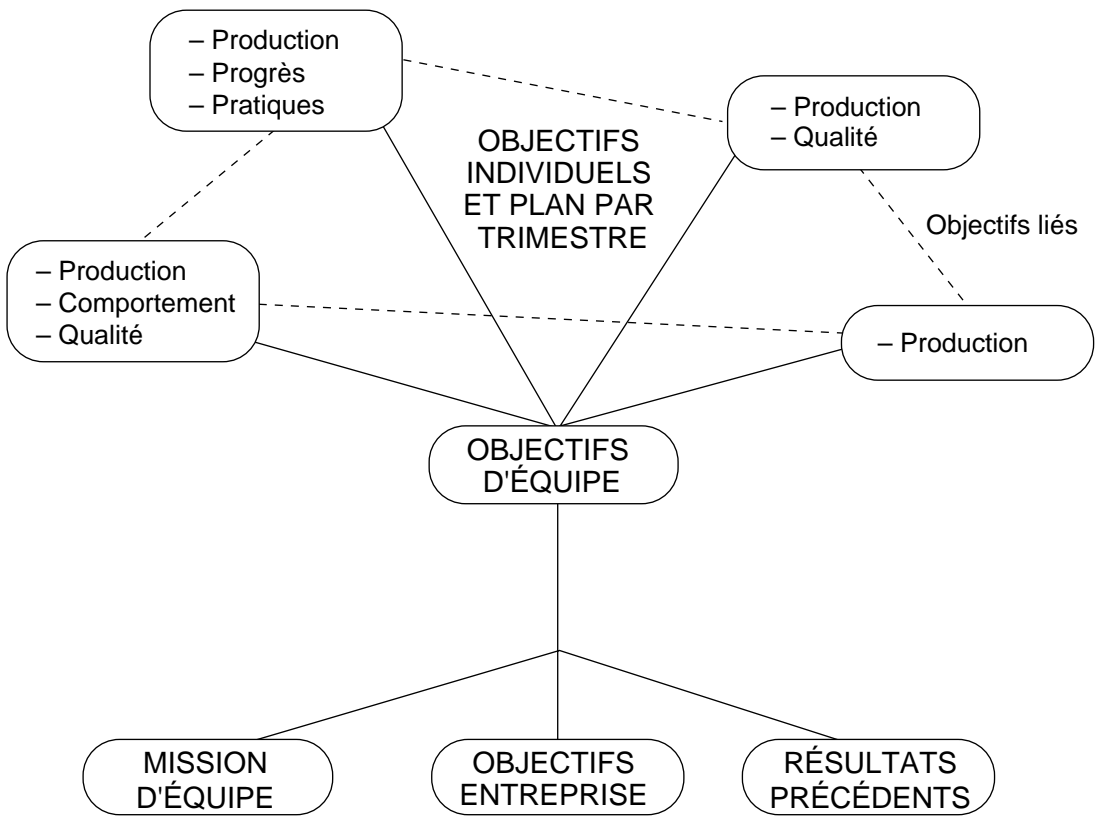 – Production
– Progrès
– Pratiques
– Production
– Qualité
OBJECTIFS
INDIVIDUELS
ET PLAN PAR
TRIMESTRE
Objectifs liés
– Production
– Comportement
– Qualité
– Production
OBJECTIFS
D'ÉQUIPE
MISSION
D'ÉQUIPE
OBJECTIFS
ENTREPRISE
RÉSULTATS
PRÉCÉDENTS